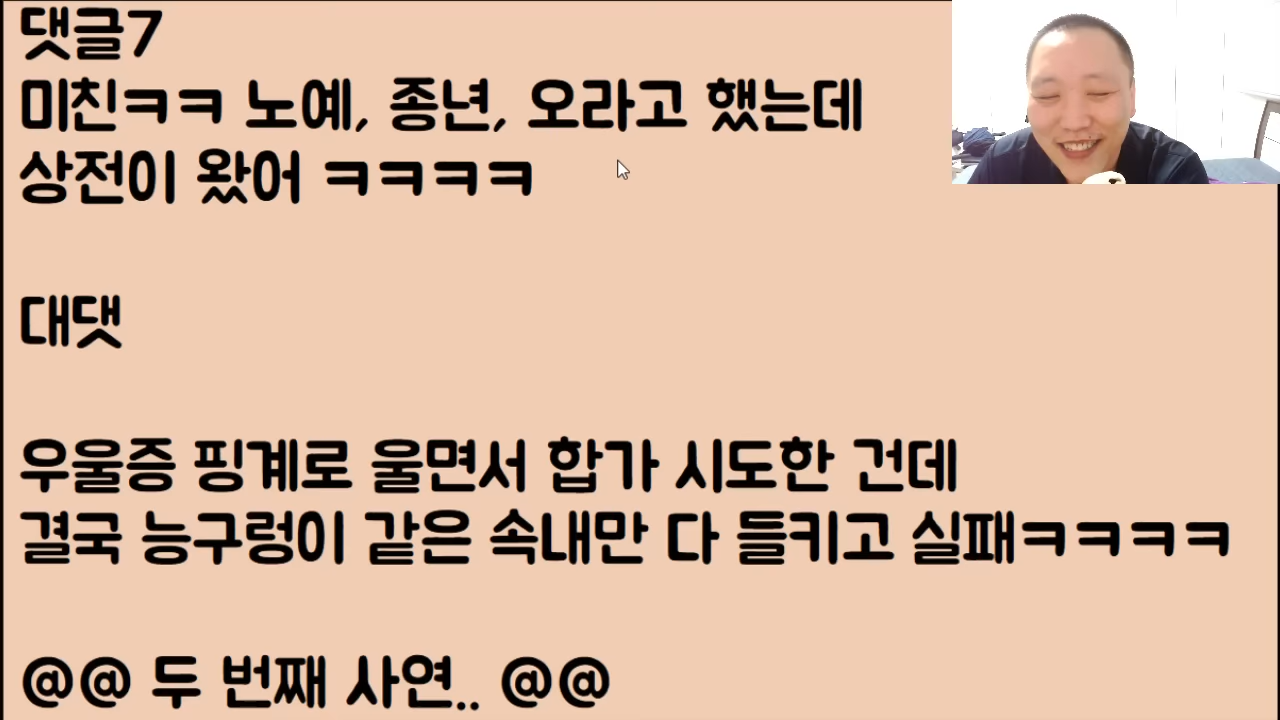 댓글7
미친ㅋㅋ 노예, 종년, 오라고 했는데
상전이 왔어 ㅋㅋㅋㅋ
대댓
우울증 핑계로 울면서 합가 시도한 건데
결국 능구렁이 같은 속내만 다 들키고 실패ㅋㅋㅋㅋ
@@ 두 번째 사연.. @@